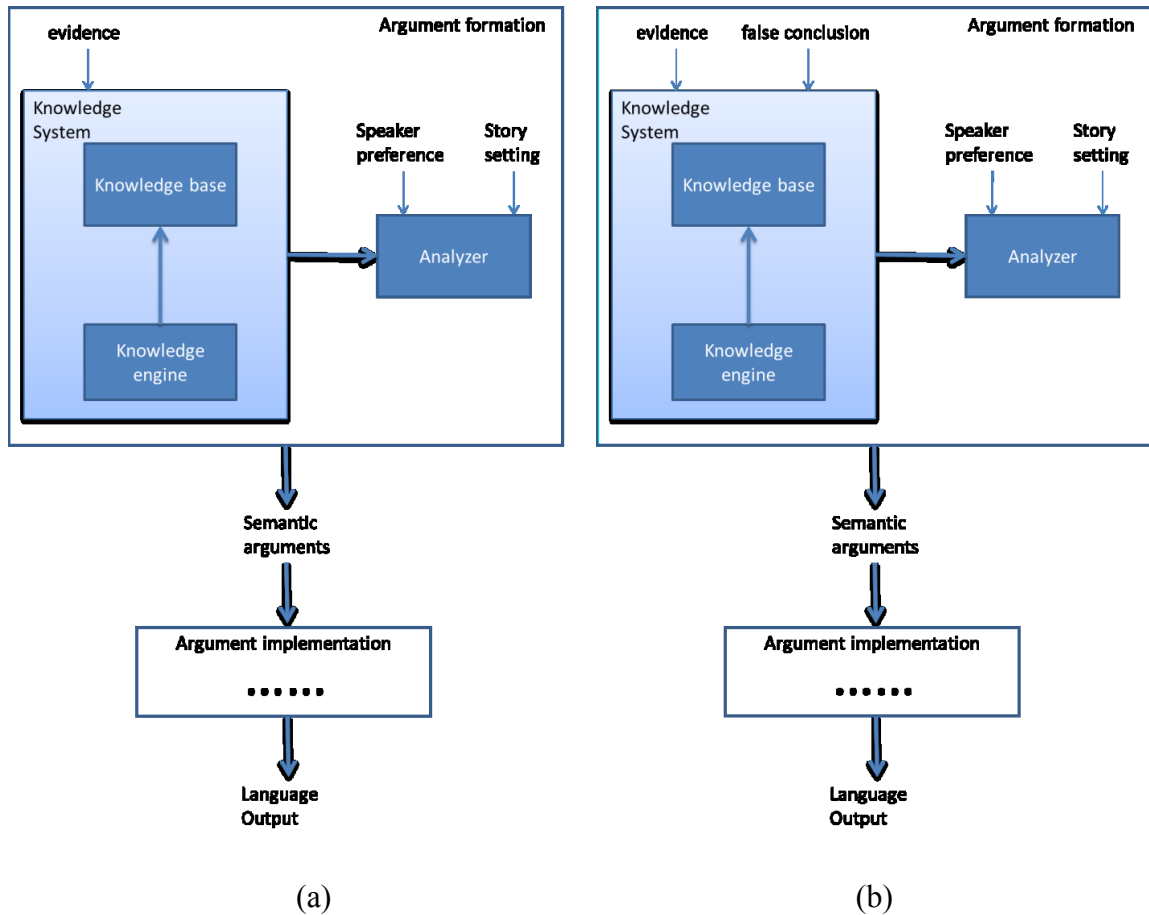 Argument formation
evidence
Knowledge
System
Speaker
preference
Story
setting
Knowledge base
Analyzer
Knowledge
engine
Semantic
arguments
Argument implementation
......
Language
Output
(a)
Argument formation
evidence
false conclusion
Knowledge
System
Speaker
preference
Story
setting
Knowledge base
Analyzer
Knowledge
engine
Semantic
arguments
Argument implementation
......
Language
Output
(b)